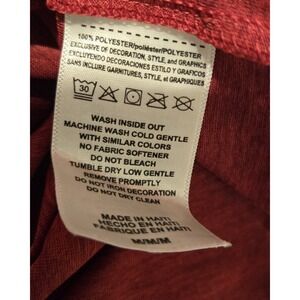 100% POLYESTER/poliéster/POLYESTER
EXCLUSIVE OF DECORATION, STYLE, and GRAPHICS
EXCLUYENDO DECORACIONES ESTILO Y GRAFICOS
SANS INCLURE GARNITURES, STYLE, et GRAPHIQUES
30
WASH INSIDE OUT
MACHINE WASH COLD GENTLE
WITH SIMILAR COLORS
NO FABRIC SOFTENER
DO NOT BLEACH
TUMBLE DRY LOW GENTLE
REMOVE PROMPTLY
DO NOT IRON DECORATION
DO NOT DRY CLEAN
MADE IN HAITI
HECHO EN HAITI
FABRIQUE EN HAITI
M/M/M